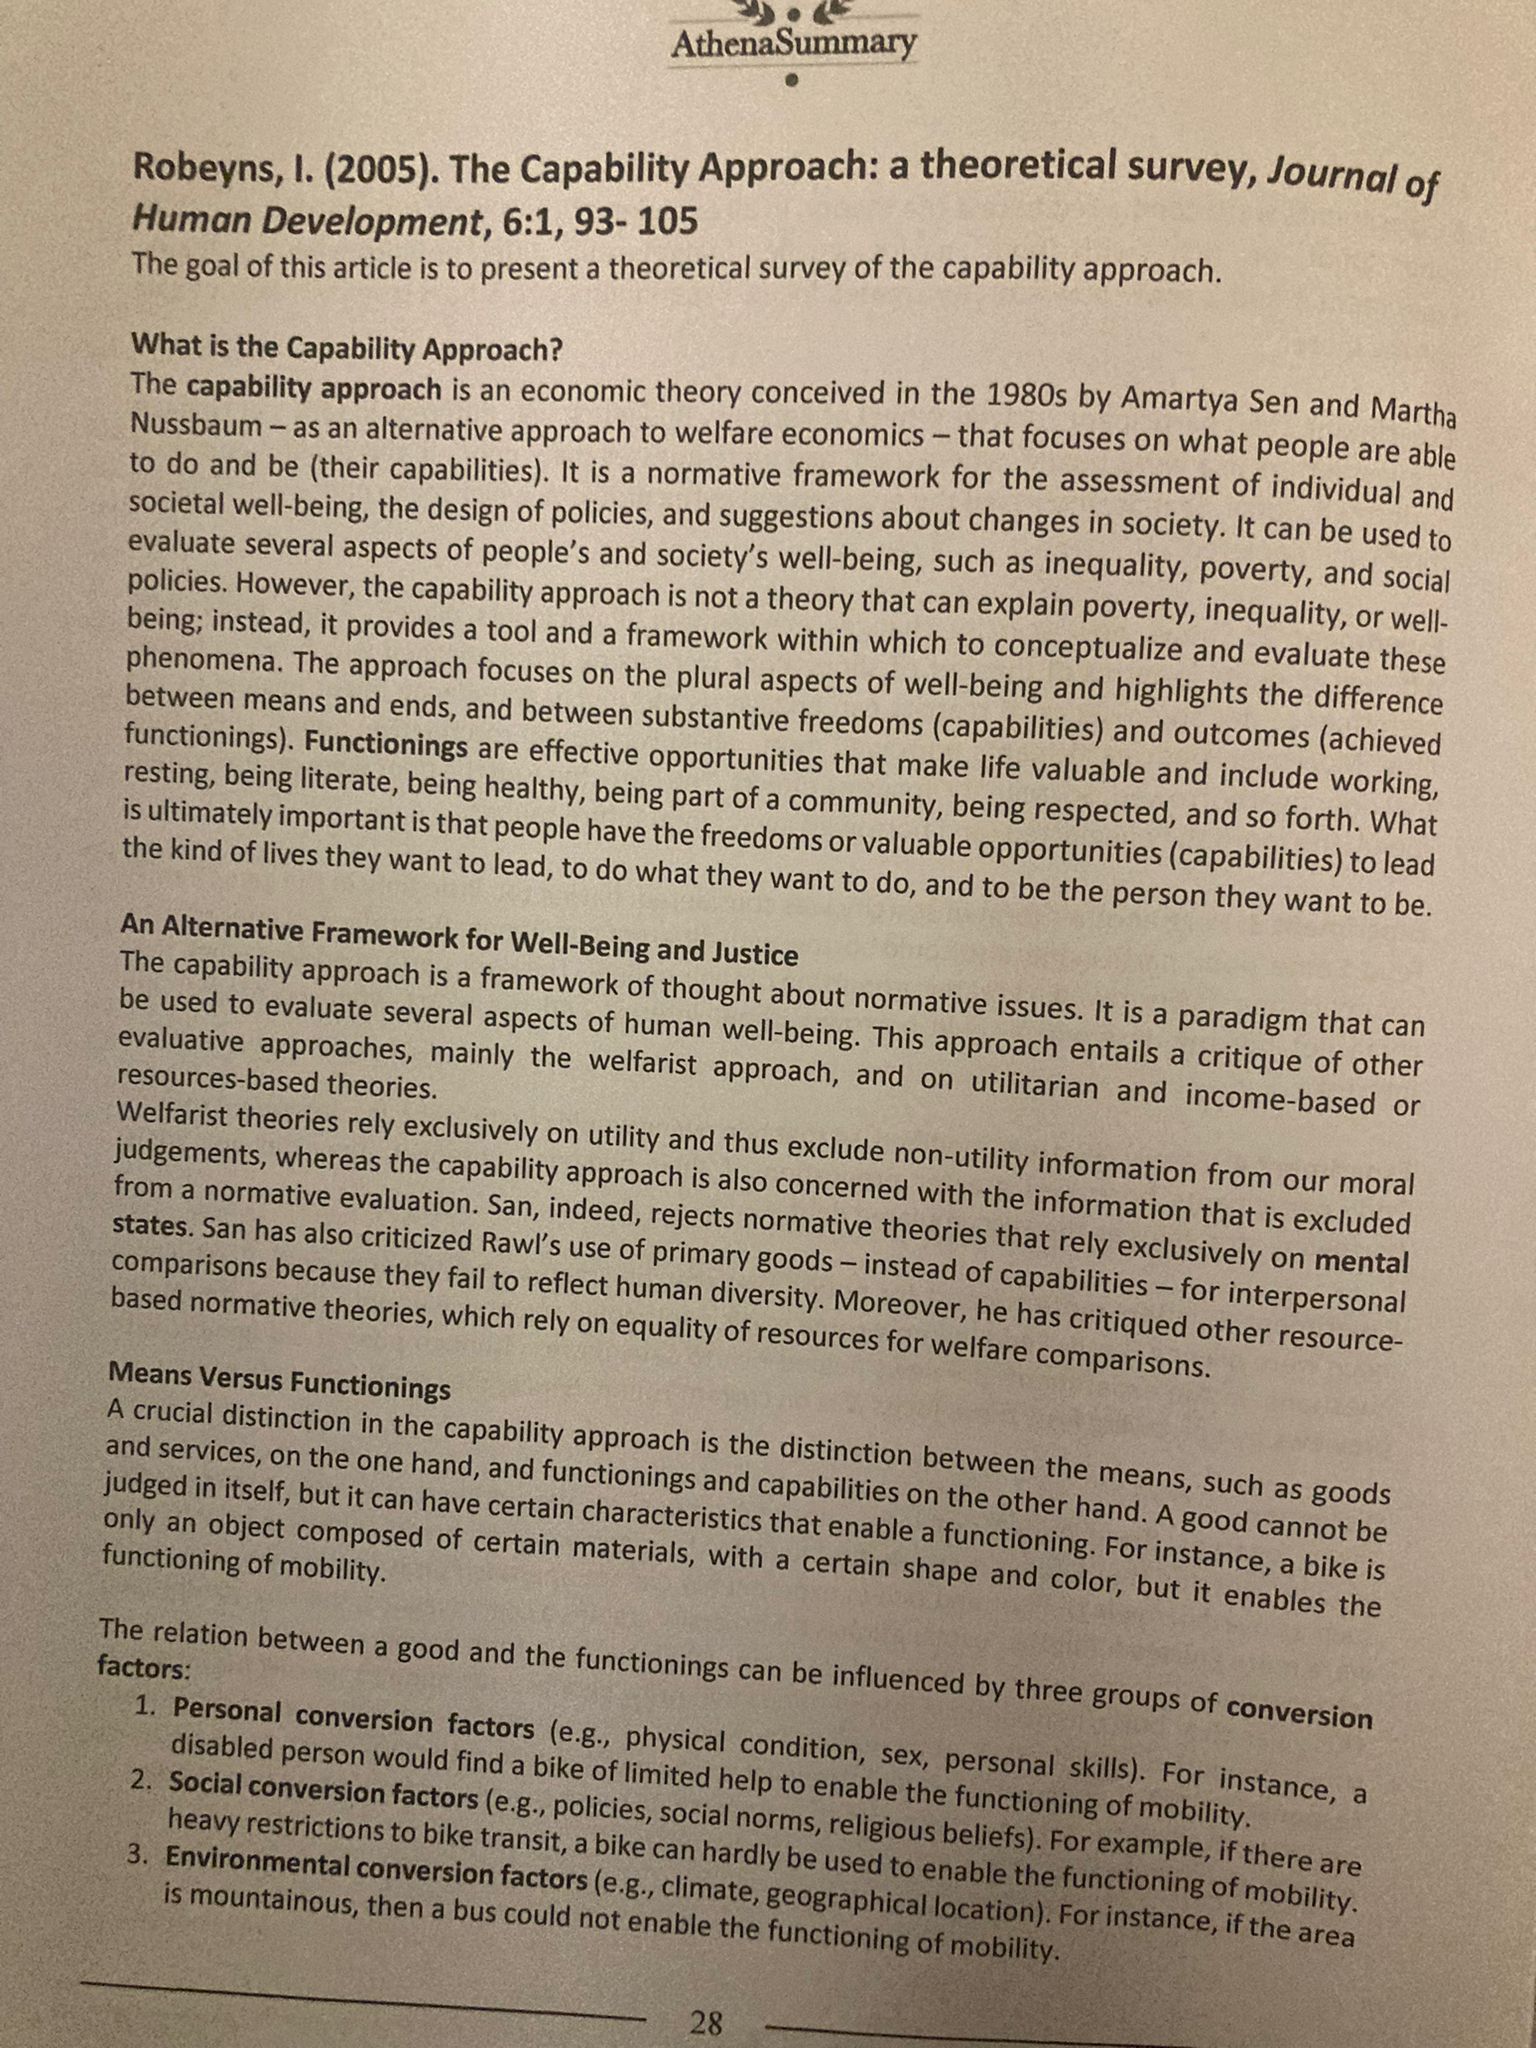 AthenaSummary
Robeyns, I. (2005). The Capability Approach: a theoretical survey, Journal of
Human Development, 6:1, 93- 105
The goal of this article is to present a theoretical survey of the capability approach.
What is the Capability Approach?
The capability approach is an economic theory conceived in the 1980s by Amartya Sen and Martha
Nussbaum – as an alternative approach to welfare economics – that focuses on what people are able
to do and be (their capabilities). It is a normative framework for the assessment of individual and
societal well-being, the design of policies, and suggestions about changes in society. It can be used to
evaluate several aspects of people's and society's well-being, such as inequality, poverty, and social
policies. However, the capability approach is not a theory that can explain poverty, inequality, or well-
being; instead, it provides a tool and a framework within which to conceptualize and evaluate these
phenomena. The approach focuses on the plural aspects of well-being and highlights the difference
between means and ends, and between substantive freedoms (capabilities) and outcomes (achieved
functionings). Functionings are effective opportunities that make life valuable and include working,
resting, being literate, being healthy, being part of a community, being respected, and so forth. What
is ultimately important is that people have the freedoms or valuable opportunities (capabilities) to lead
the kind of lives they want to lead, to do what they want to do, and to be the person they want to be.
An Alternative Framework for Well-Being and Justice
The capability approach is a framework of thought about normative issues. It is a paradigm that can
be used to evaluate several aspects of human well-being. This approach entails a critique of other
evaluative approaches, mainly the welfarist approach, and on utilitarian and income-based or
resources-based theories.
Welfarist theories rely exclusively on utility and thus exclude non-utility information from our moral
judgements, whereas the capability approach is also concerned with the information that is excluded
from a normative evaluation. San, indeed, rejects normative theories that rely exclusively on mental
states. San has also criticized Rawl's use of primary goods – instead of capabilities – for interpersonal
comparisons because they fail to reflect human diversity. Moreover, he has critiqued other resource-
based normative theories, which rely on equality of resources for welfare comparisons.
Means Versus Functionings
A crucial distinction in the capability approach is the distinction between the means, such as goods
and services, on the one hand, and functionings and capabilities on the other hand. A good cannot be
judged in itself, but it can have certain characteristics that enable a functioning. For instance, a bike is
only an object composed of certain materials, with a certain shape and color, but it enables the
functioning of mobility.
The relation between a good and the functionings can be influenced by three groups of conversion
factors:
1. Personal conversion factors (e.g., physical condition, sex, personal skills). For instance, a
disabled person would find a bike of limited help to enable the functioning of mobility.
2. Social conversion factors (e.g., policies, social norms, religious beliefs). For example, if there are
heavy restrictions to bike transit, a bike can hardly be used to enable the functioning of mobility.
3. Environmental conversion factors (e.g., climate, geographical location). For instance, if the area
is mountainous, then a bus could not enable the functioning of mobility.
28